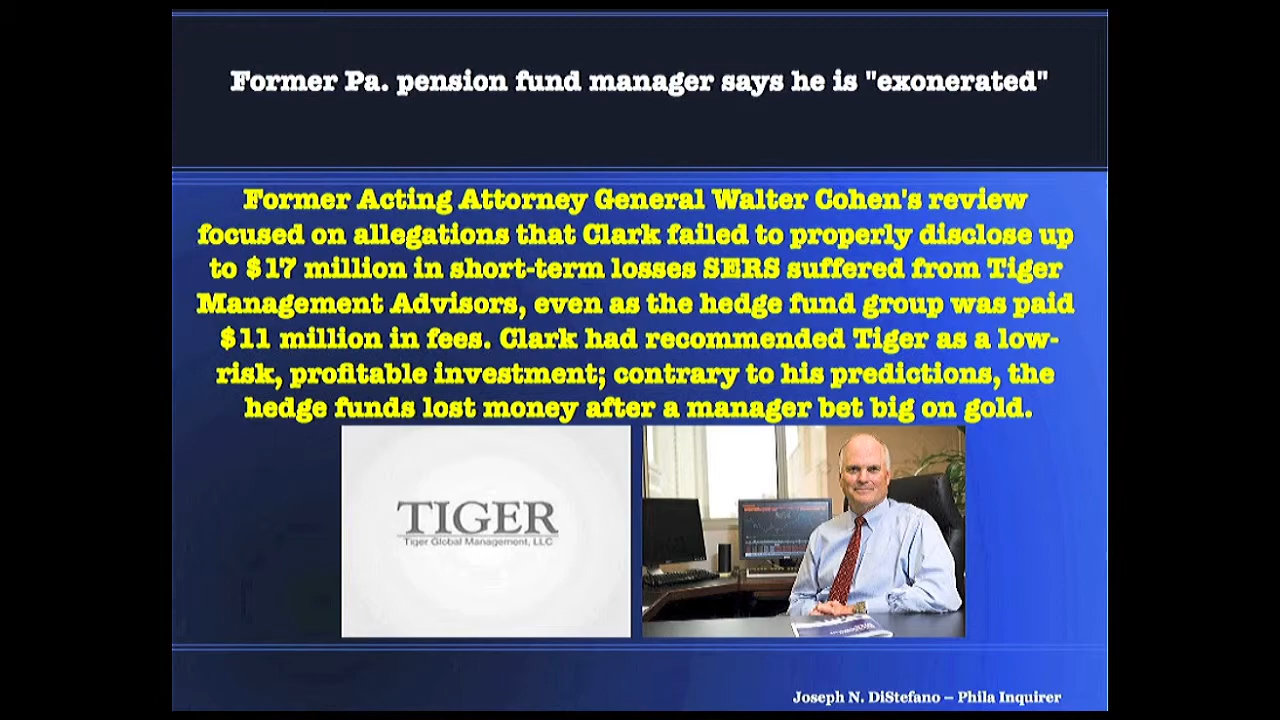 Former Pa. pension fund manager says he is "exonerated"
Former Acting Attorney General Walter Cohen's review
focused on allegations that Clark failed to properly disclose up
to $17 million in short-term losses SERS suffered from Tiger
Management Advisors, even as the hedge fund group was paid
$11 million in fees. Clark had recommended Tiger as a low-
risk, profitable investment; contrary to his predictions, the
hedge funds lost money after a manager bet big on gold.
TIGER
Tiger Global Management, LLC
Joseph N. DiStefano – Phila Inquirer